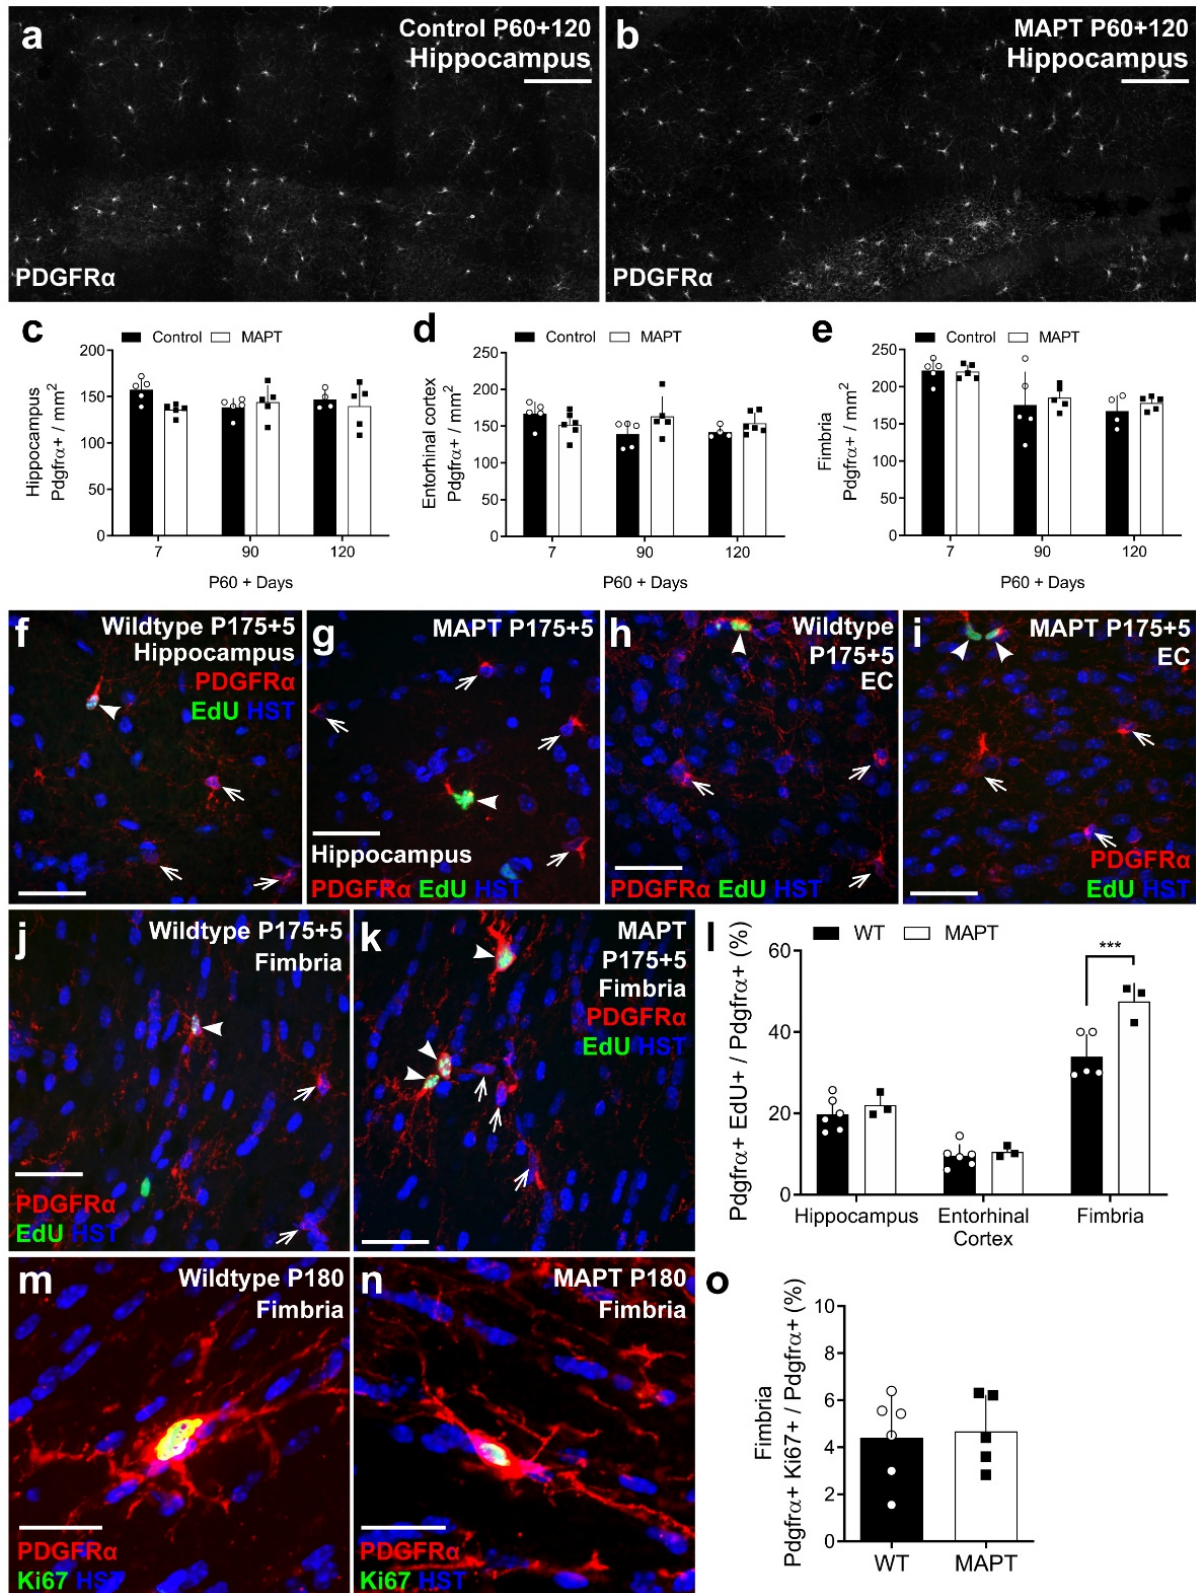 a
Control P60+120
Hippocampus
PDGFRα
b
MAPT P60+120
Hippocampus
PDGFRα
c
Control MAPT
Hippocampus
Pdgfrα+ / mm²
200
150
100
50
0
7 90 120
P60 + Days
d
Control MAPT
Entorhinal cortex
Pdgfrα+ / mm²
250
200
150
100
50
0
7 90 120
P60 + Days
e
Control MAPT
Fimbria
Pdgfrα+ / mm²
250
200
150
100
50
0
7 90 120
P60 + Days
f
Wildtype P175+5
Hippocampus
PDGFRα
EdU HST
g
MAPT P175+5
Hippocampus
PDGFRα EdU HST
h
Wildtype
P175+5
EC
PDGFRα EdU HST
i
MAPT P175+5
EC
PDGFRα
EdU HST
j
Wildtype P175+5
Fimbria
PDGFRα
EdU HST
k
MAPT
P175+5
Fimbria
PDGFRα
EdU HST
l
WT MAPT
Pdgfrα+ EdU+ / Pdgfrα+ (%)
60
40
20
0
***
Hippocampus Entorhinal Fimbria
Cortex
m
Wildtype P180
Fimbria
PDGFRα
Ki67 HST
n
MAPT P180
Fimbria
PDGFRα
Ki67 HST
o
Fimbria
Pdgfrα+ Ki67+ / Pdgfrα+ (%)
10
8
6
4
2
0
WT MAPT